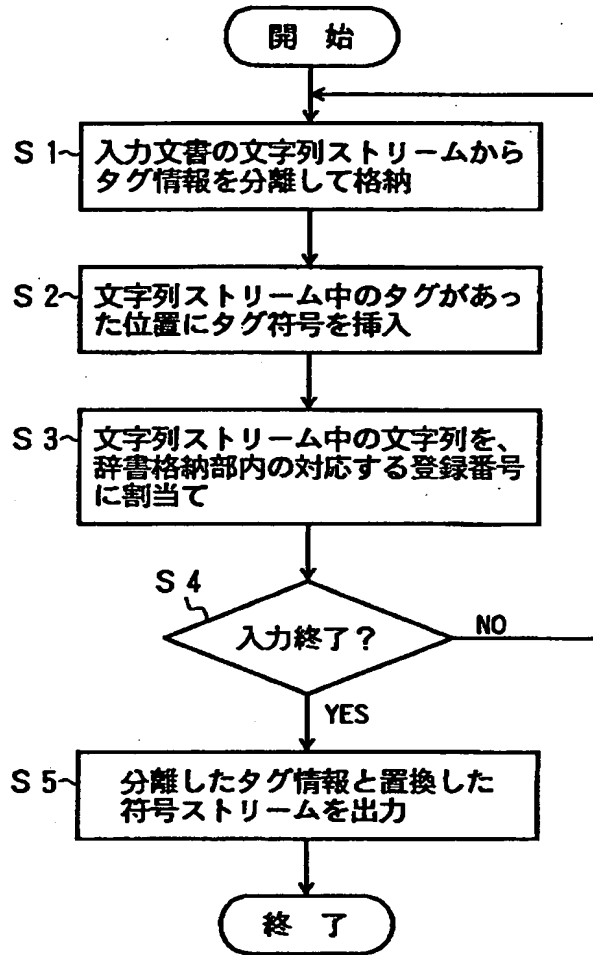 開 始
S1 入力文書の文字列ストリームから
タグ情報を分離して格納
S2 文字列ストリーム中のタグがあっ
た位置にタグ符号を挿入
S3 文字列ストリーム中の文字列を、
辞書格納部内の対応する登録番号
に割当て
S4
入力終了?
NO
YES
S5 分離したタグ情報と置換した
符号ストリームを出力
終 了